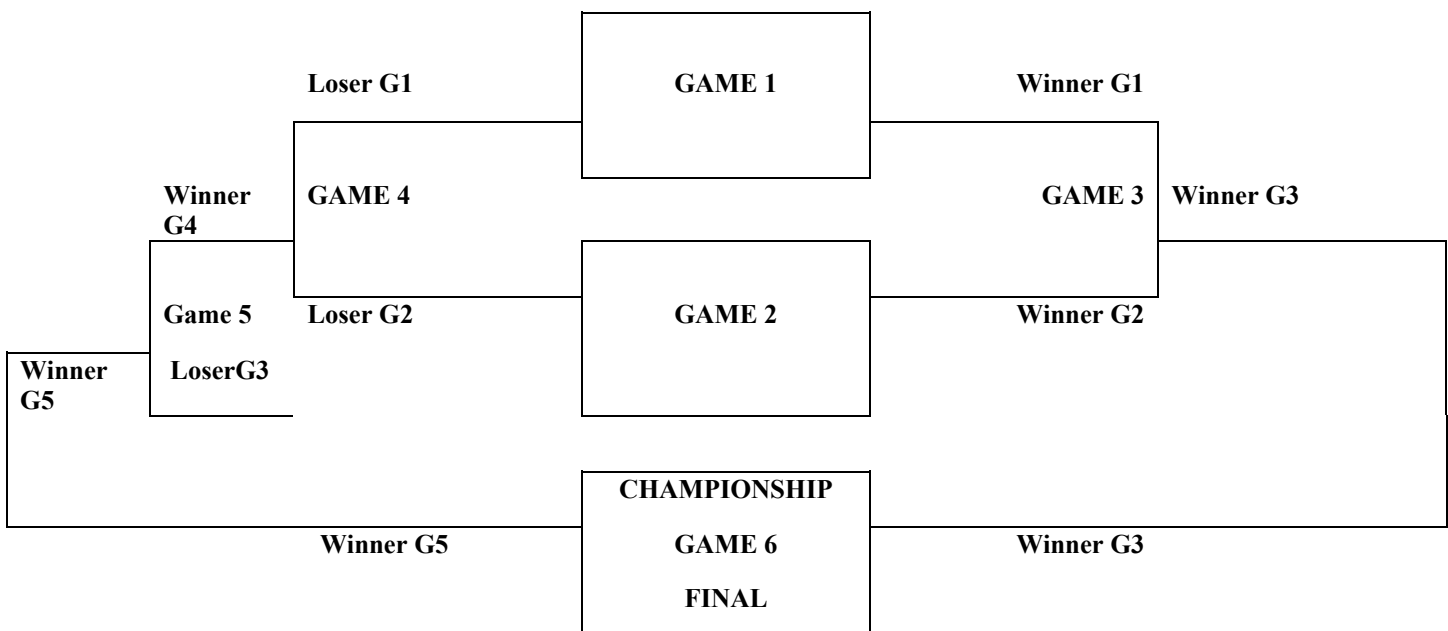 Loser G1
GAME 1
Winner G1
Winner
G4
GAME 4
GAME 3
Winner G3
Game 5
Loser G2
GAME 2
Winner G2
Winner
G5
LoserG3
CHAMPIONSHIP
Winner G5
GAME 6
Winner G3
FINAL